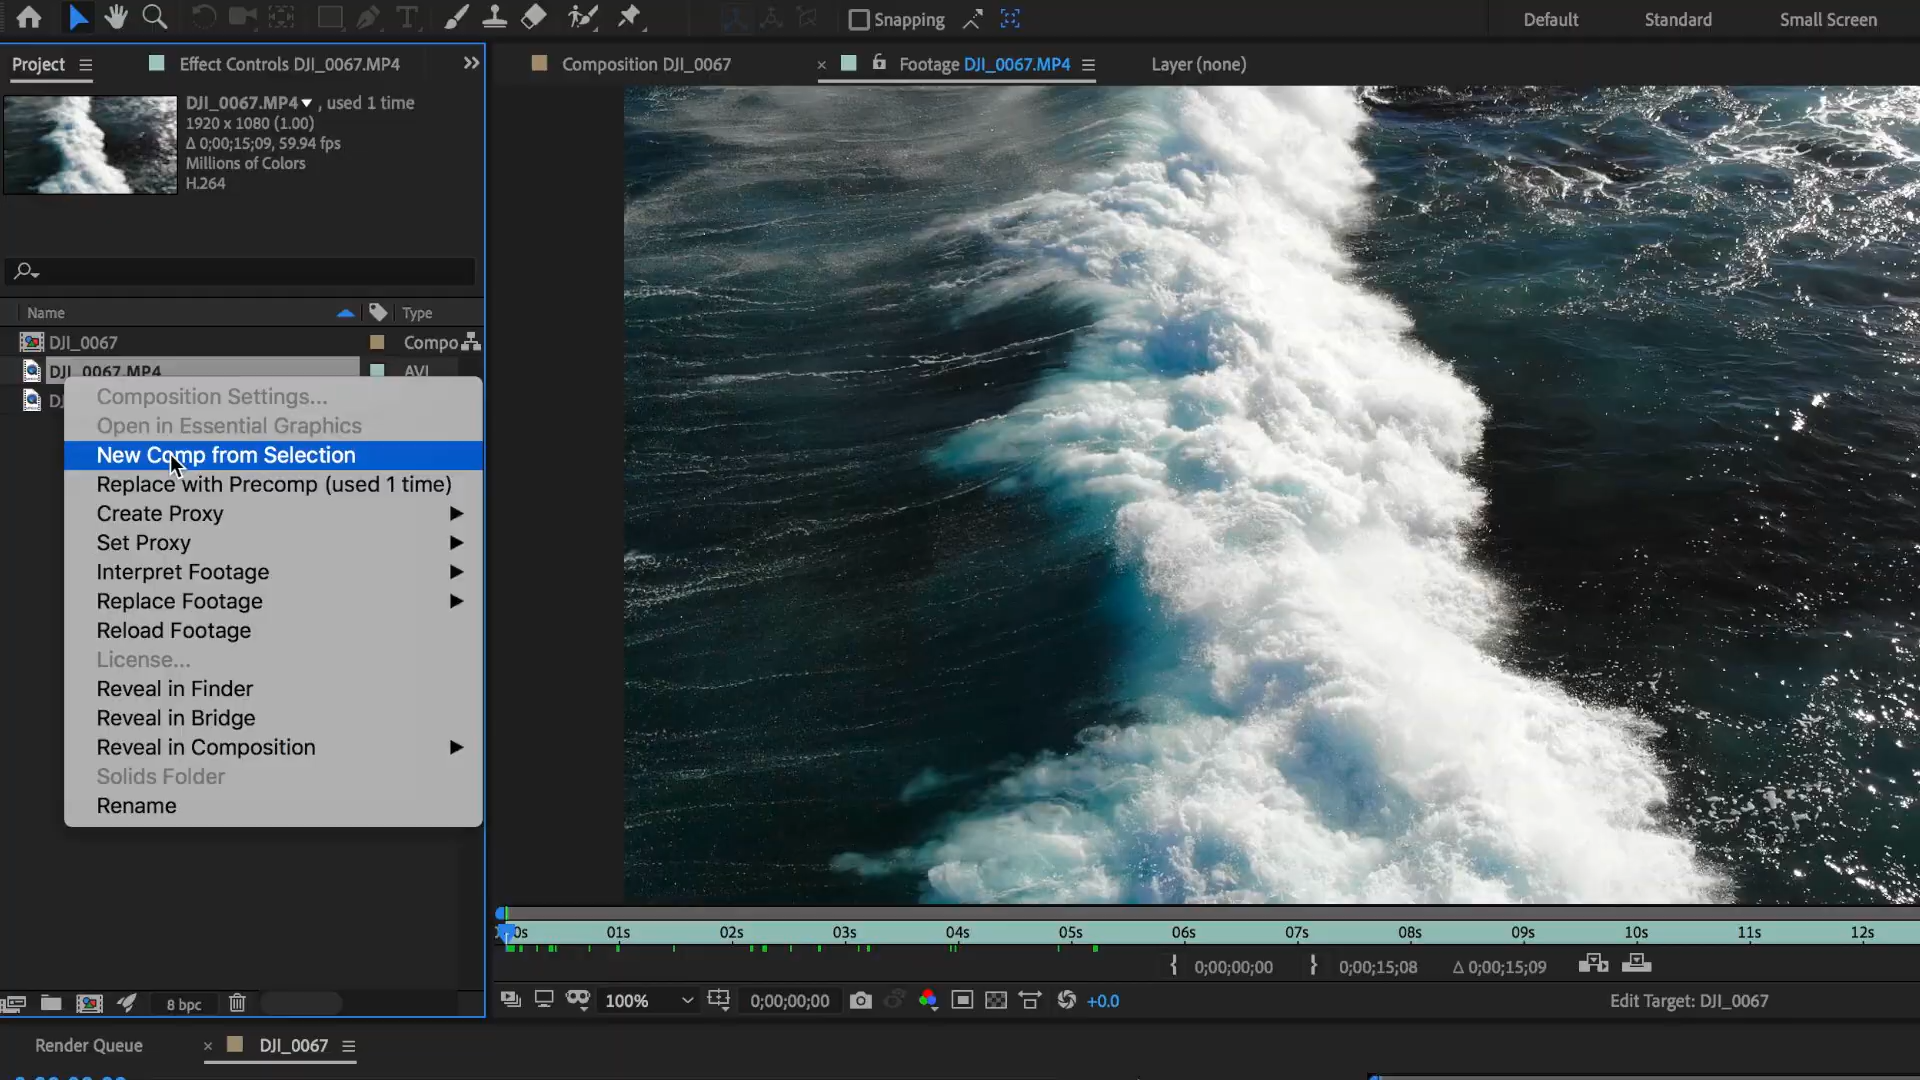 Snapping
Default
Standard
Small Screen
Project
Effect Controls DJI_0067.MP4
Composition DJI_0067
Footage DJI_0067.MP4
Layer (none)
DJI_0067.MP4 , used 1 time
1920 x 1080 (1.00)
Δ 0;00;15;09, 59.94 fps
Millions of Colors
H.264
Name
Type
DJI_0067
Compo
DJI_0067.MP4
AVI
Composition Settings...
Open in Essential Graphics
New Comp from Selection
Replace with Precomp (used 1 time)
Create Proxy
Set Proxy
Interpret Footage
Replace Footage
Reload Footage
License...
Reveal in Finder
Reveal in Bridge
Reveal in Composition
Solids Folder
Rename
01s 02s 03s 04s 05s 06s 07s 08s 09s 10s 11s 12s
0;00;00;00
0;00;15;08
Δ 0;00;15;09
8 bpc
100%
0;00;00;00
+0.0
Edit Target: DJI_0067
Render Queue
DJI_0067